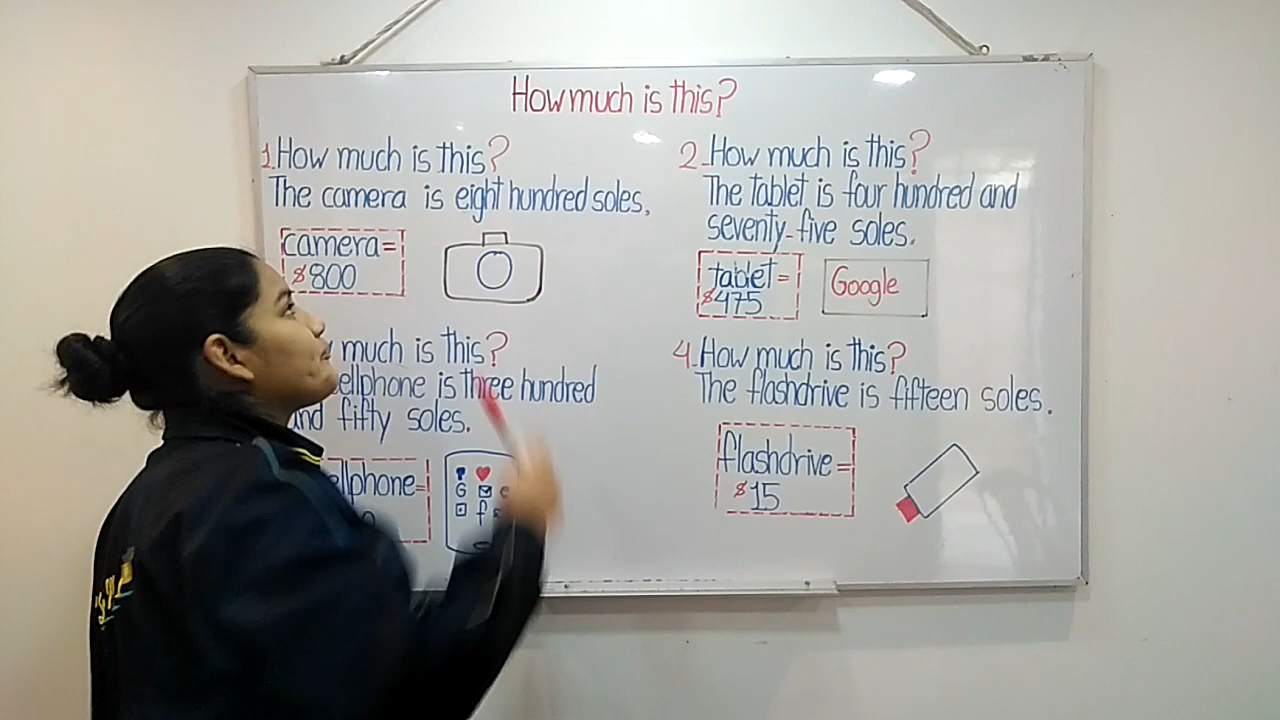 How much is this?
1. How much is this?
The camera is eight hundred soles,
camera=
$800
2. How much is this?
The tablet is four hundred and
seventy-five soles.
tablet=
$475
Google
much is this?
ellphone is three hundred
and fifty soles.
ellphone=
G
f
4. How much is this?
The flashdrive is fifteen soles.
flashdrive=
$15